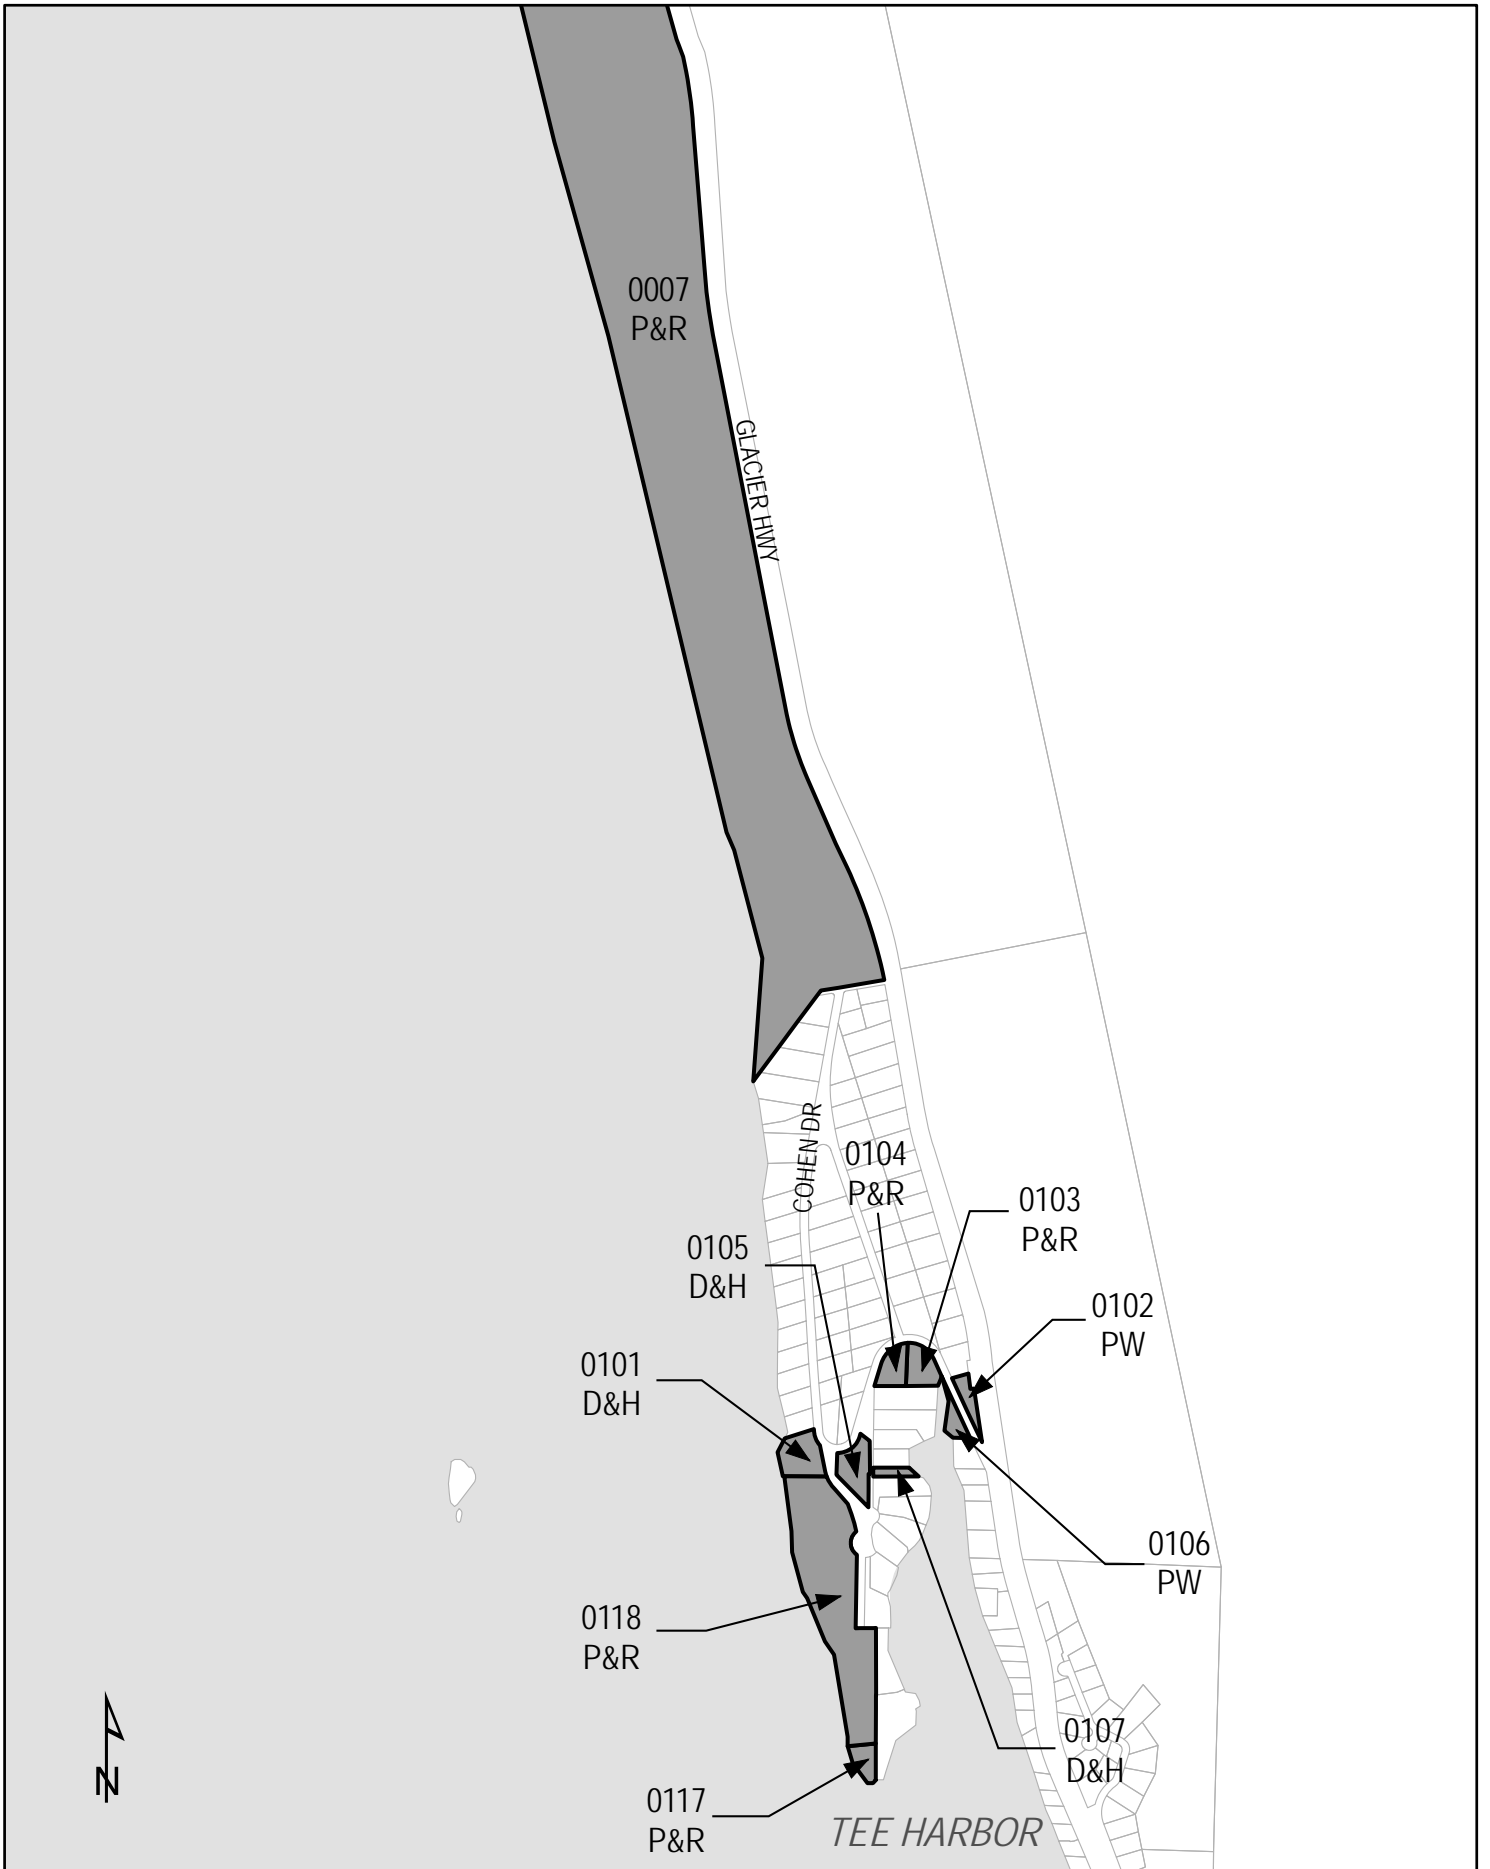 0007
P&R
GLACIER HWY
COHEN DR
0104
P&R
0103
P&R
0105
D&H
0102
PW
0101
D&H
0106
PW
0118
P&R
0107
D&H
0117
P&R
TEE HARBOR
N